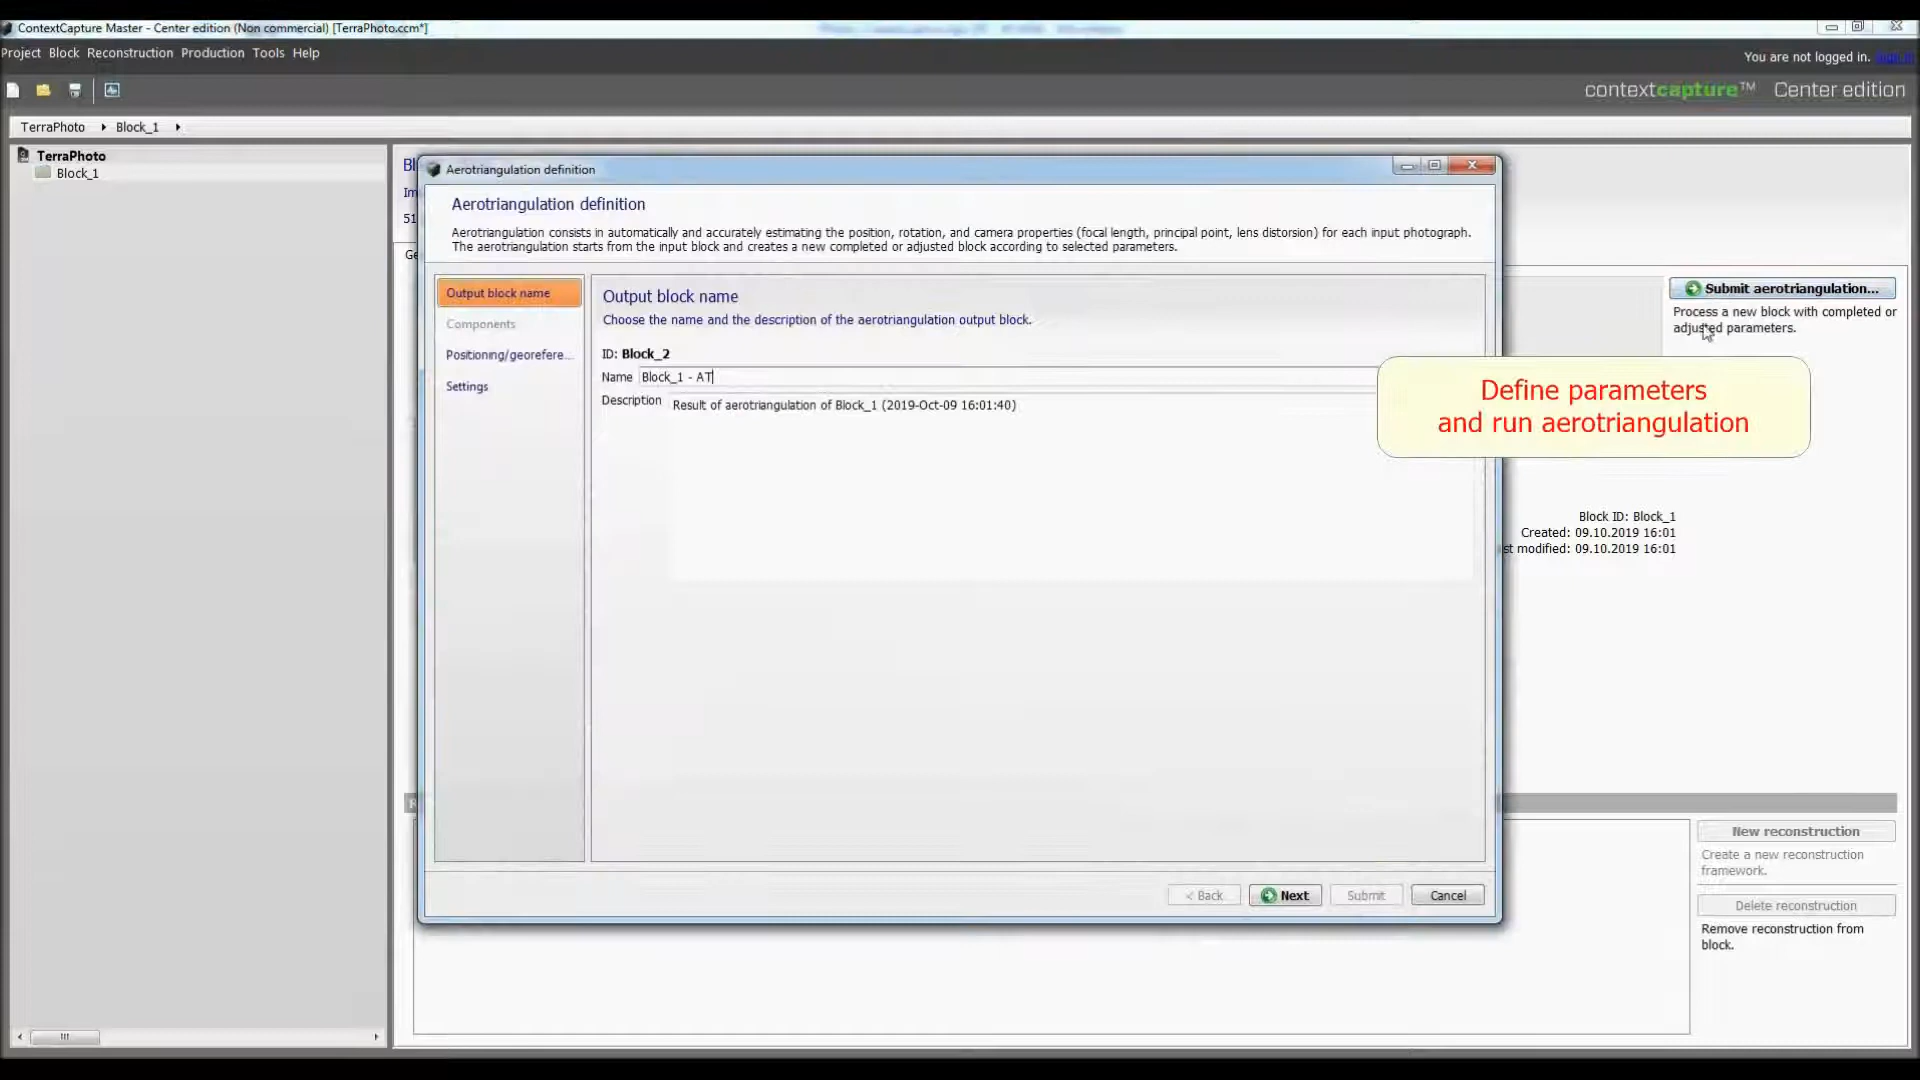 ContextCapture Master - Center edition (Non commercial) [TerraPhoto.ccm*]
Project Block Reconstruction Production Tools Help
You are not logged in. Sign in
contextcapture™ Center edition
TerraPhoto Block_1
TerraPhoto
Block_1
Aerotriangulation definition
Aerotriangulation definition
Aerotriangulation consists in automatically and accurately estimating the position, rotation, and camera properties (focal length, principal point, lens distorsion) for each input photograph.
The aerotriangulation starts from the input block and creates a new completed or adjusted block according to selected parameters.
Output block name
Components
Positioning/georefere...
Settings
Output block name
Choose the name and the description of the aerotriangulation output block.
ID: Block_2
Name Block_1 - AT
Description Result of aerotriangulation of Block_1 (2019-Oct-09 16:01:40)
< Back Next Submit Cancel
Submit aerotriangulation...
Process a new block with completed or
adjusted parameters.
Define parameters
and run aerotriangulation
Block ID: Block_1
Created: 09.10.2019 16:01
st modified: 09.10.2019 16:01
New reconstruction
Create a new reconstruction
framework.
Delete reconstruction
Remove reconstruction from
block.